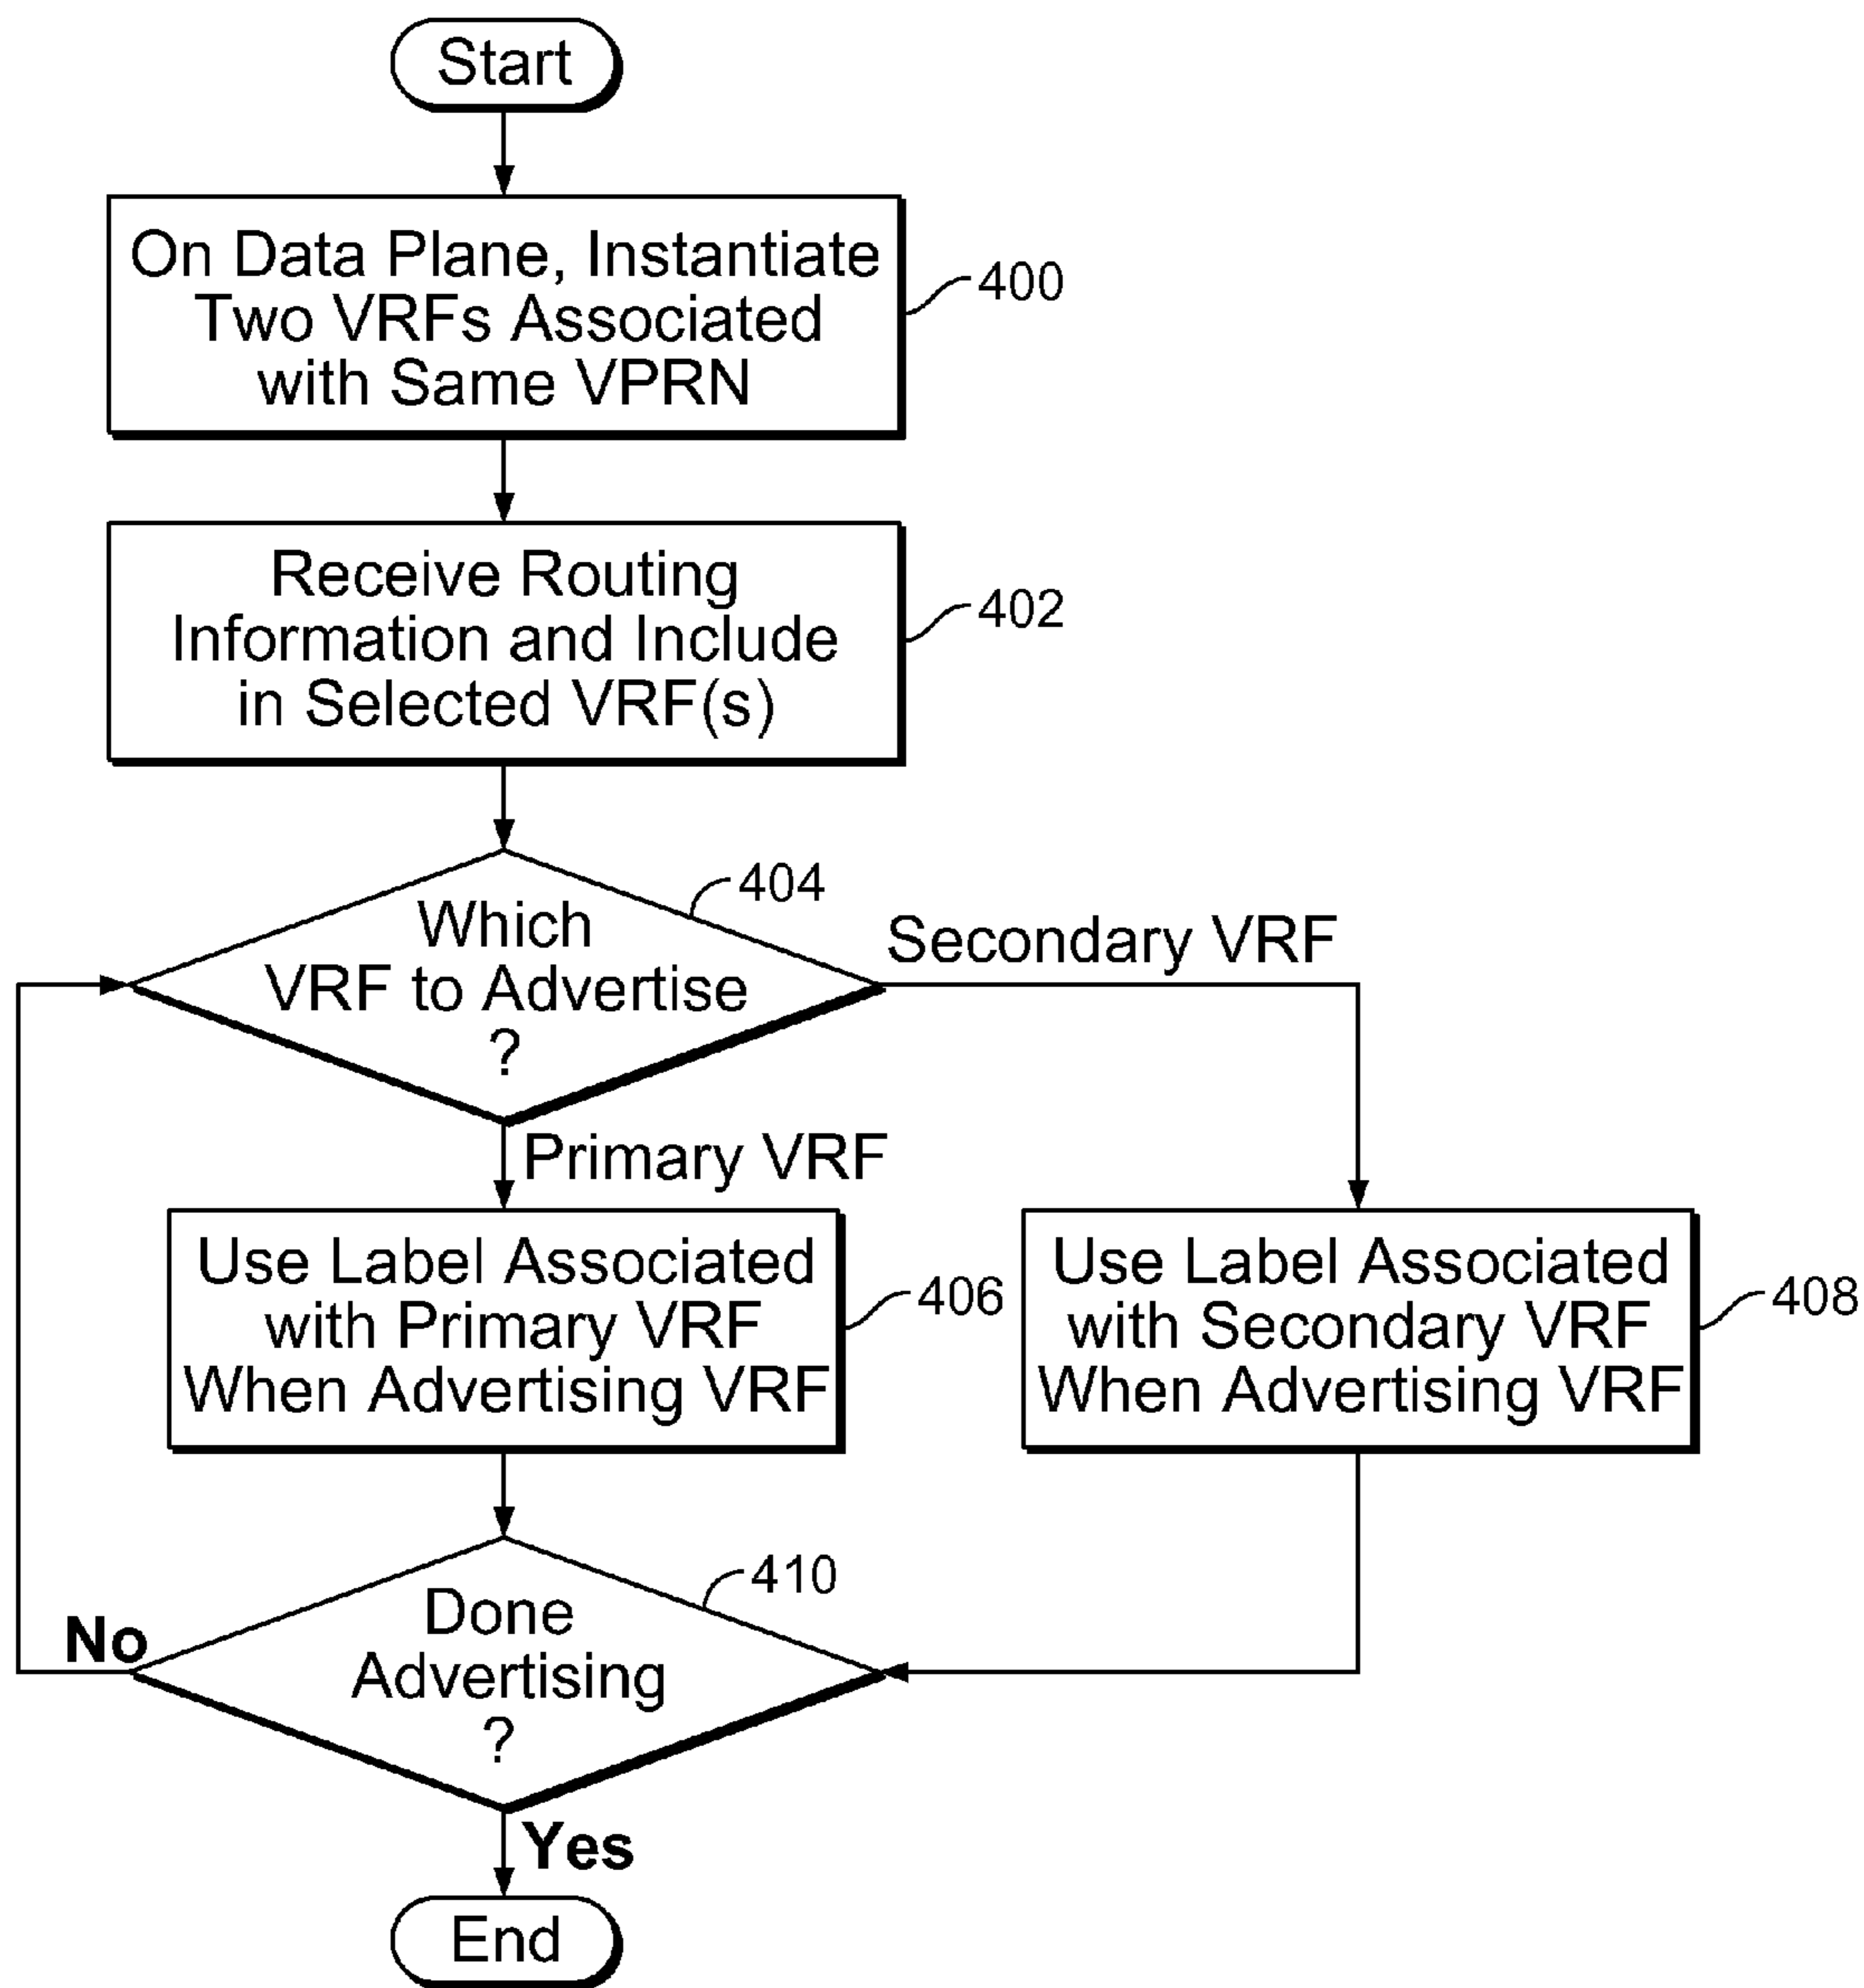 Start
On Data Plane, Instantiate
Two VRFs Associated
with Same VPRN
400
Receive Routing
Information and Include
in Selected VRF(s)
402
404
Which
VRF to Advertise
?
Secondary VRF
Primary VRF
Use Label Associated
with Primary VRF
When Advertising VRF
406
Use Label Associated
with Secondary VRF
When Advertising VRF
408
410
Done
Advertising
?
No
Yes
End